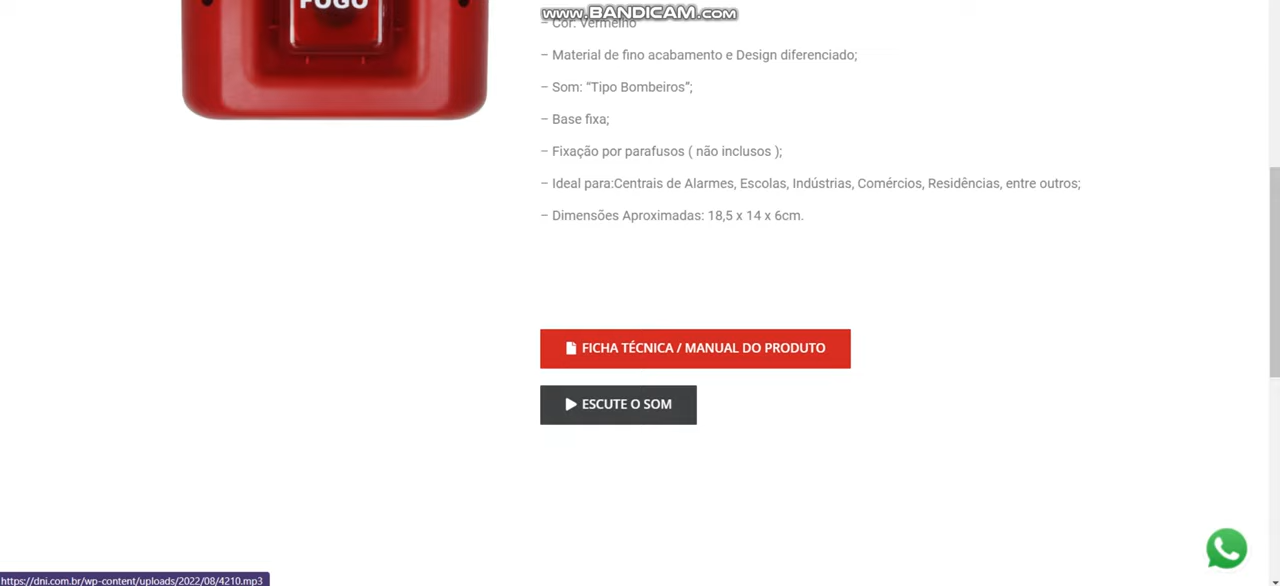 FOGO
www.BANDICAM.com
– Cor: Vermelho
– Material de fino acabamento e Design diferenciado;
– Som: “Tipo Bombeiros”;
– Base fixa;
– Fixação por parafusos ( não inclusos );
– Ideal para:Centrais de Alarmes, Escolas, Indústrias, Comércios, Residências, entre outros;
– Dimensões Aproximadas: 18,5 x 14 x 6cm.
FICHA TÉCNICA / MANUAL DO PRODUTO
ESCUTE O SOM
https://dni.com.br/wp-content/uploads/2022/08/4210.mp3